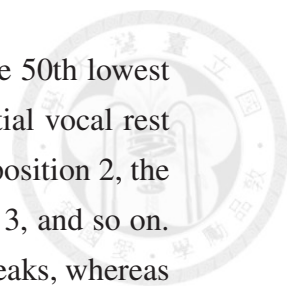 e 50th lowest
tial vocal rest
position 2, the
3, and so on.
eaks, whereas